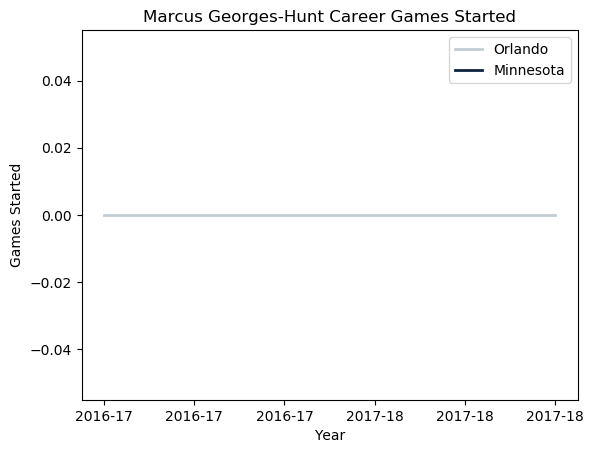 Marcus Georges-Hunt Career Games Started
Orlando
Minnesota
0.04
0.02
0.00
−0.02
−0.04
Games Started
2016-17 2016-17 2016-17 2017-18 2017-18 2017-18
Year